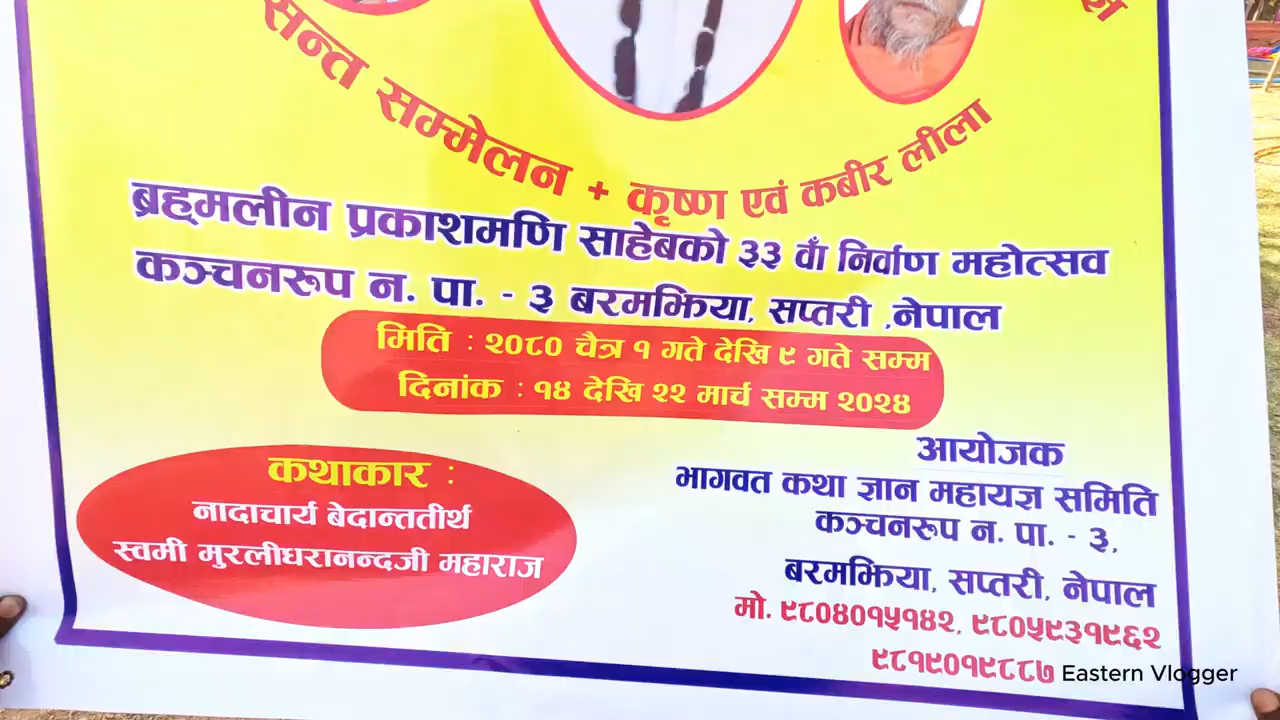 सन्त सम्मेलन + कृष्ण एवं कबीर लीला
ब्रह्मलीन प्रकाशमणि साहेबको ३३ वाँ निर्वाण महोत्सव
कञ्चनरुप न. पा. - ३ बरमझिया, सप्तरी ,नेपाल
मिति : २०८० चैत्र १ गते देखि ९ गते सम्म
दिनांक : १४ देखि २२ मार्च सम्म २०२४
कथाकार :
नादाचार्य बेदान्ततीर्थ
स्वमी मुरलीधरानन्दजी महाराज
आयोजक
भागवत कथा ज्ञान महायज्ञ समिति
कञ्चनरुप न. पा. - ३,
बरमझिया, सप्तरी, नेपाल
मो. ९८०४०१५१४२, ९८०५९३१९६२
९८१९०१९८८७
Eastern Vlogger